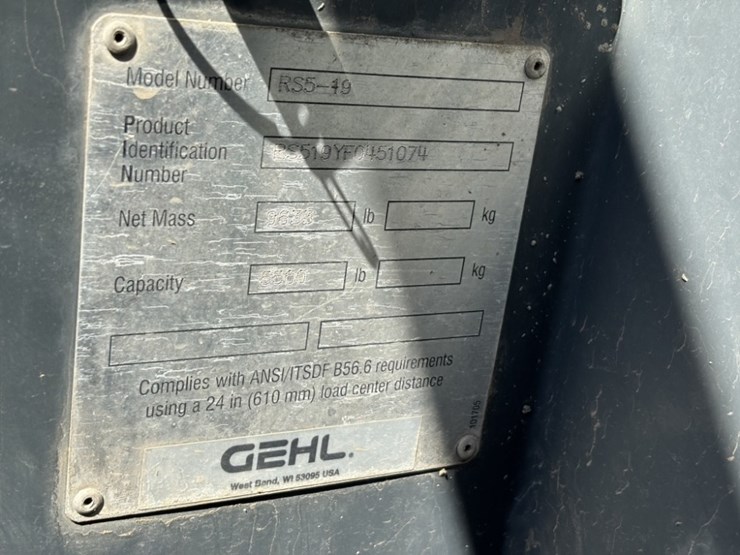 Model Number RS5-19
Product
Identification
Number
RS519YF0451074
Net Mass lb kg
Capacity lb kg
Complies with ANSI/ITSDF B56.6 requirements
using a 24 in (610 mm) load center distance
GEHL.
West Bend, WI 53095 USA